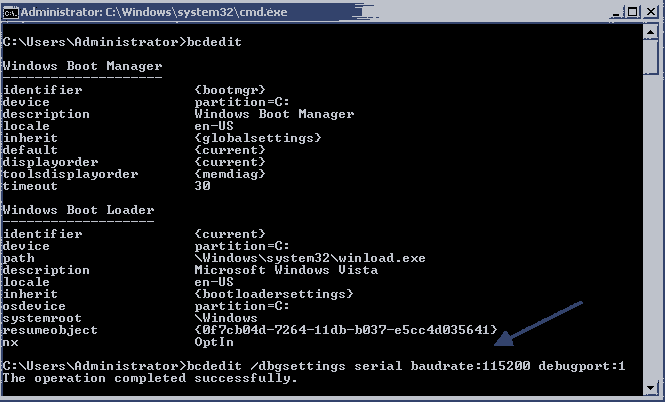 Administrator: C:\Windows\system32\cmd.exe
C:\Users\Administrator>bcdedit
Windows Boot Manager
--------------------
identifier              {bootmgr}
device                  partition=C:
description             Windows Boot Manager
locale                  en-US
inherit                 {globalsettings}
default                 {current}
displayorder            {current}
toolsdisplayorder       {memdiag}
timeout                 30
Windows Boot Loader
-------------------
identifier              {current}
device                  partition=C:
path                    \Windows\system32\winload.exe
description             Microsoft Windows Vista
locale                  en-US
inherit                 {bootloadersettings}
osdevice                partition=C:
systemroot              \Windows
resumeobject            {0f7cb04d-7264-11db-b037-e5cc4d035641}
nx                      OptIn
C:\Users\Administrator>bcdedit /dbgsettings serial baudrate:115200 debugport:1
The operation completed successfully.